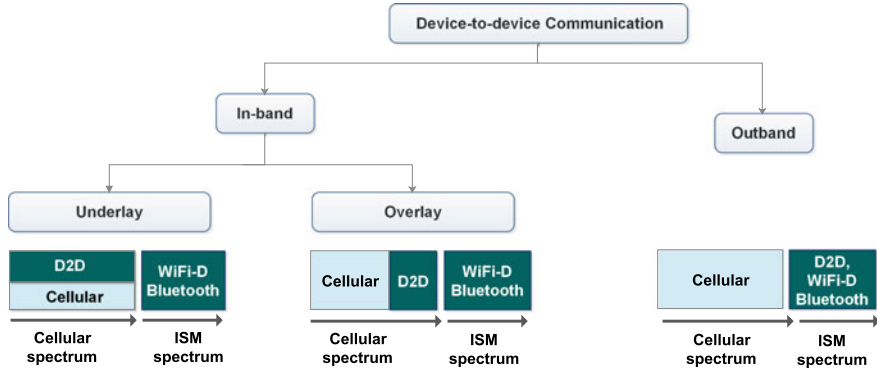 Device-to-device Communication
In-band
Outband
Underlay
Overlay
D2D
Cellular
WiFi-D
Bluetooth
Cellular
D2D
WiFi-D
Bluetooth
Cellular
D2D,
WiFi-D
Bluetooth
Cellular
spectrum
ISM
spectrum
Cellular
spectrum
ISM
spectrum
Cellular
spectrum
ISM
spectrum